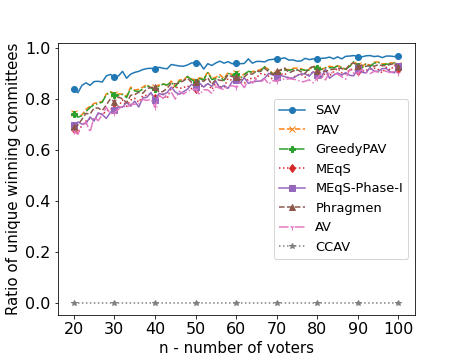 Ratio of unique winning committees
1.0
0.8
0.6
0.4
0.2
0.0
SAV
PAV
GreedyPAV
MEqS
MEqS-Phase-I
Phragmen
AV
CCAV
20 30 40 50 60 70 80 90 100
n - number of voters